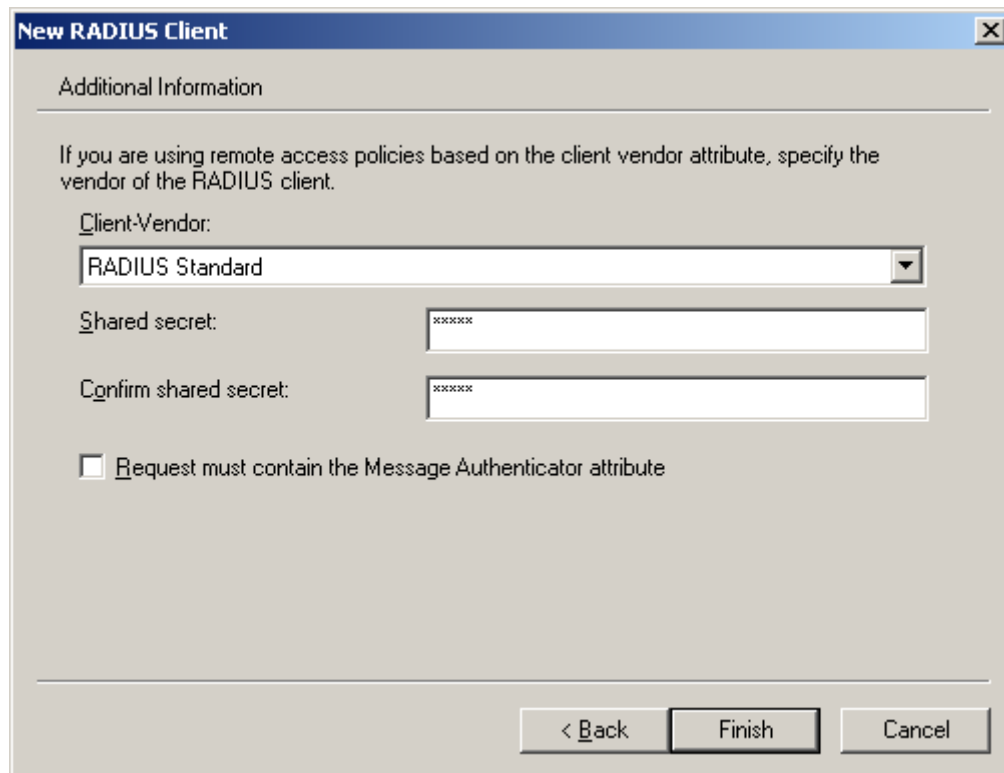 New RADIUS Client
Additional Information
If you are using remote access policies based on the client vendor attribute, specify the
vendor of the RADIUS client.
Client-Vendor:
RADIUS Standard
Shared secret:
xxxxx
Confirm shared secret:
xxxxx
Request must contain the Message Authenticator attribute
< Back
Finish
Cancel